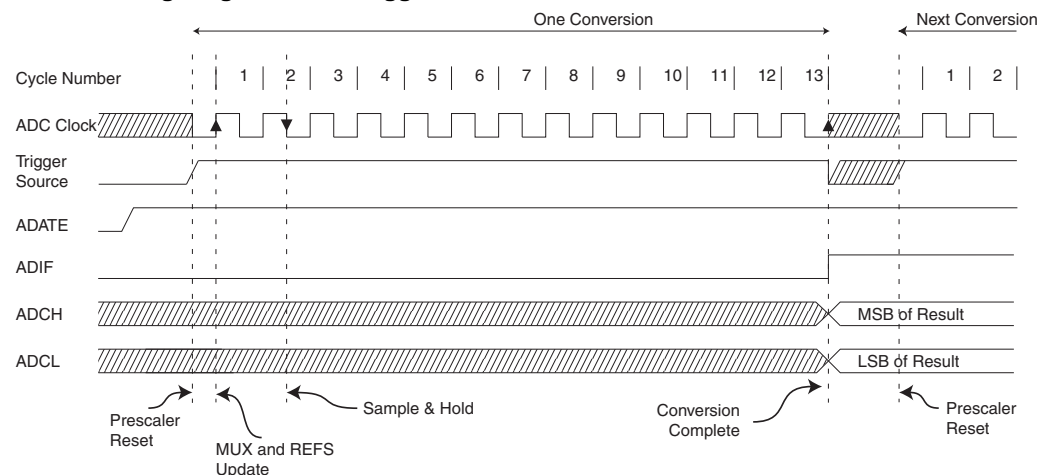 One Conversion Next Conversion
Cycle Number 1 2 3 4 5 6 7 8 9 10 11 12 13 1 2
ADC Clock
Trigger
Source
ADATE
ADIF
ADCH MSB of Result
ADCL LSB of Result
Prescaler
Reset
MUX and REFS
Update
Sample & Hold
Conversion
Complete
Prescaler
Reset